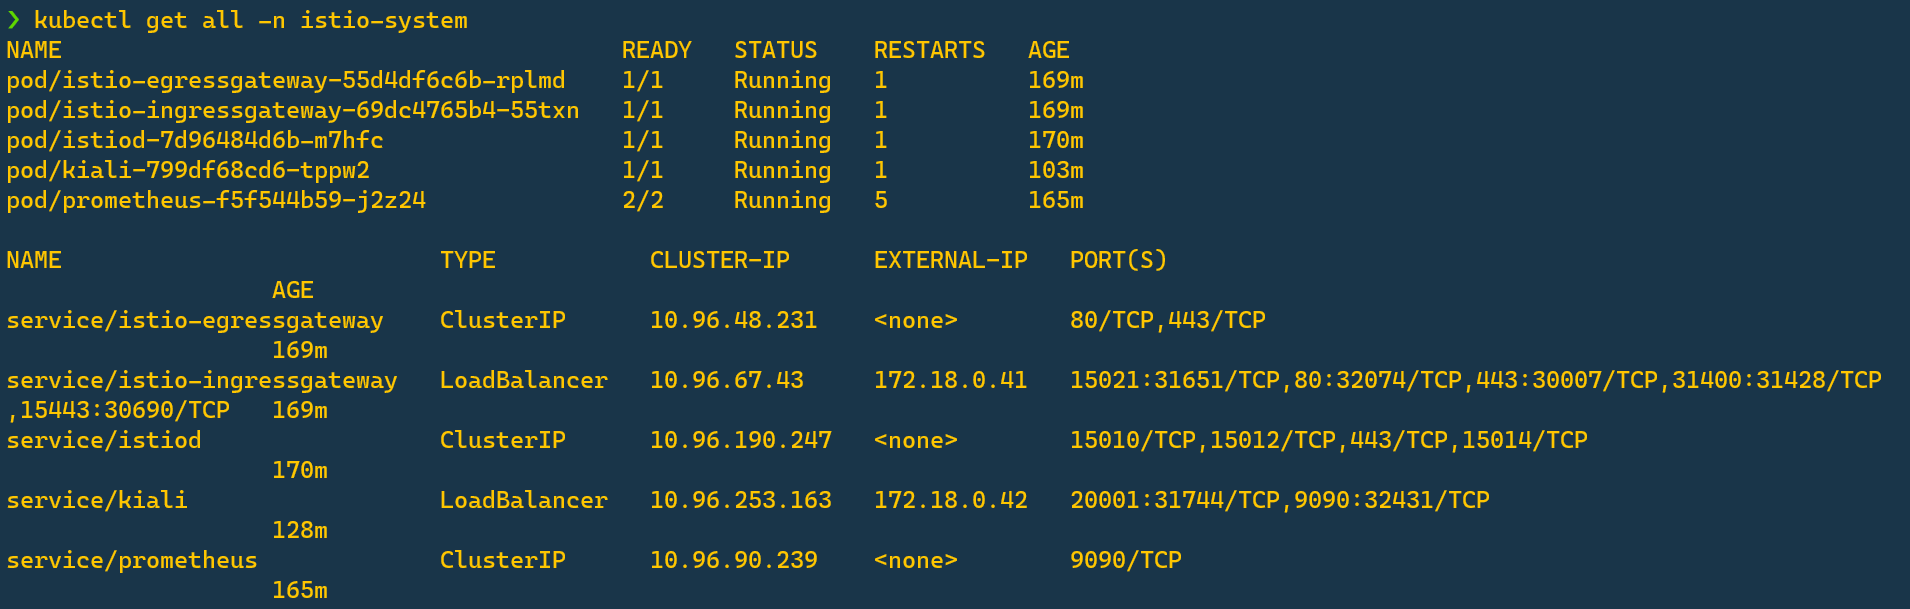 ❯ kubectl get all -n istio-system
NAME                                        READY   STATUS    RESTARTS   AGE
pod/istio-egressgateway-55d4df6c6b-rplmd    1/1     Running   1          169m
pod/istio-ingressgateway-69dc4765b4-55txn   1/1     Running   1          169m
pod/istiod-7d96484d6b-m7hfc                 1/1     Running   1          170m
pod/kiali-799df68cd6-tppw2                  1/1     Running   1          103m
pod/prometheus-f5f544b59-j2z24              2/2     Running   5          165m

NAME                           TYPE           CLUSTER-IP      EXTERNAL-IP   PORT(S)
                   AGE
service/istio-egressgateway    ClusterIP      10.96.48.231    <none>        80/TCP,443/TCP
                   169m
service/istio-ingressgateway   LoadBalancer   10.96.67.43     172.18.0.41   15021:31651/TCP,80:32074/TCP,443:30007/TCP,31400:31428/TCP
,15443:30690/TCP   169m
service/istiod                 ClusterIP      10.96.190.247   <none>        15010/TCP,15012/TCP,443/TCP,15014/TCP
                   170m
service/kiali                  LoadBalancer   10.96.253.163   172.18.0.42   20001:31744/TCP,9090:32431/TCP
                   128m
service/prometheus             ClusterIP      10.96.90.239    <none>        9090/TCP
                   165m